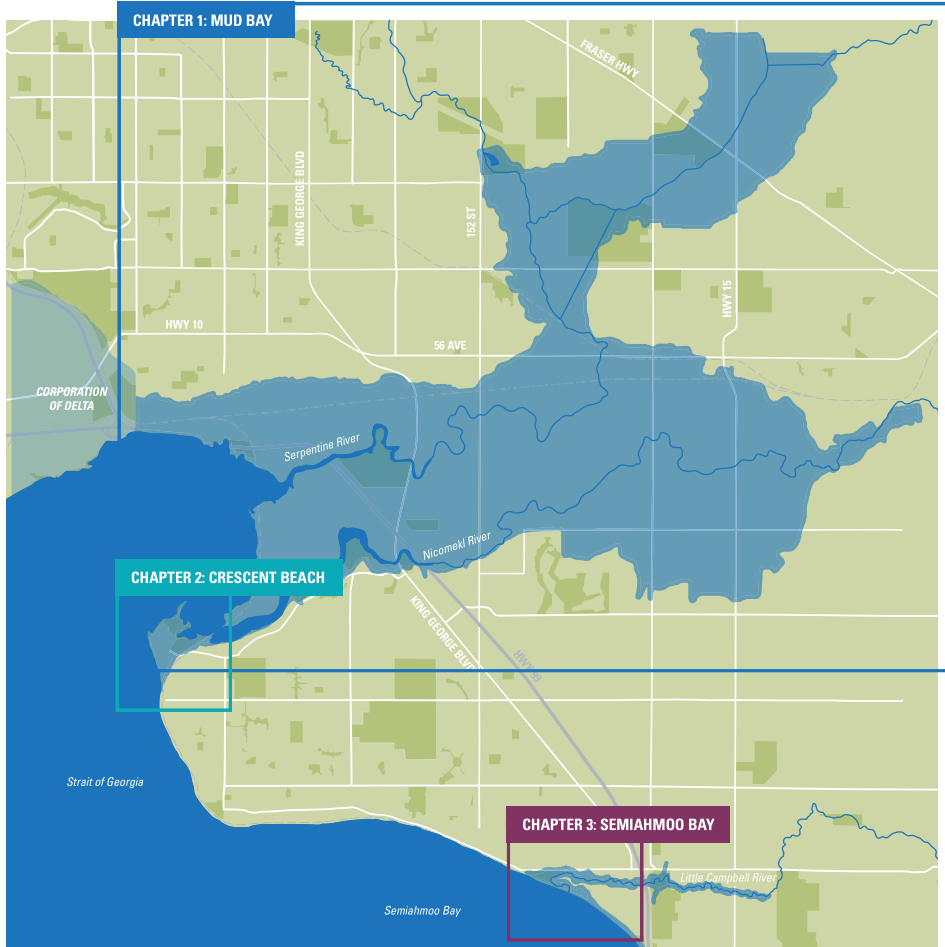 CHAPTER 1: MUD BAY
FRASER HWY
KING GEORGE BLVD
152 ST
HWY 15
HWY 10
56 AVE
CORPORATION
OF DELTA
Serpentine River
Nicomekl River
CHAPTER 2: CRESCENT BEACH
KING GEORGE BLVD
HWY 99
Strait of Georgia
CHAPTER 3: SEMIAHMOO BAY
Little Campbell River
Semiahmoo Bay